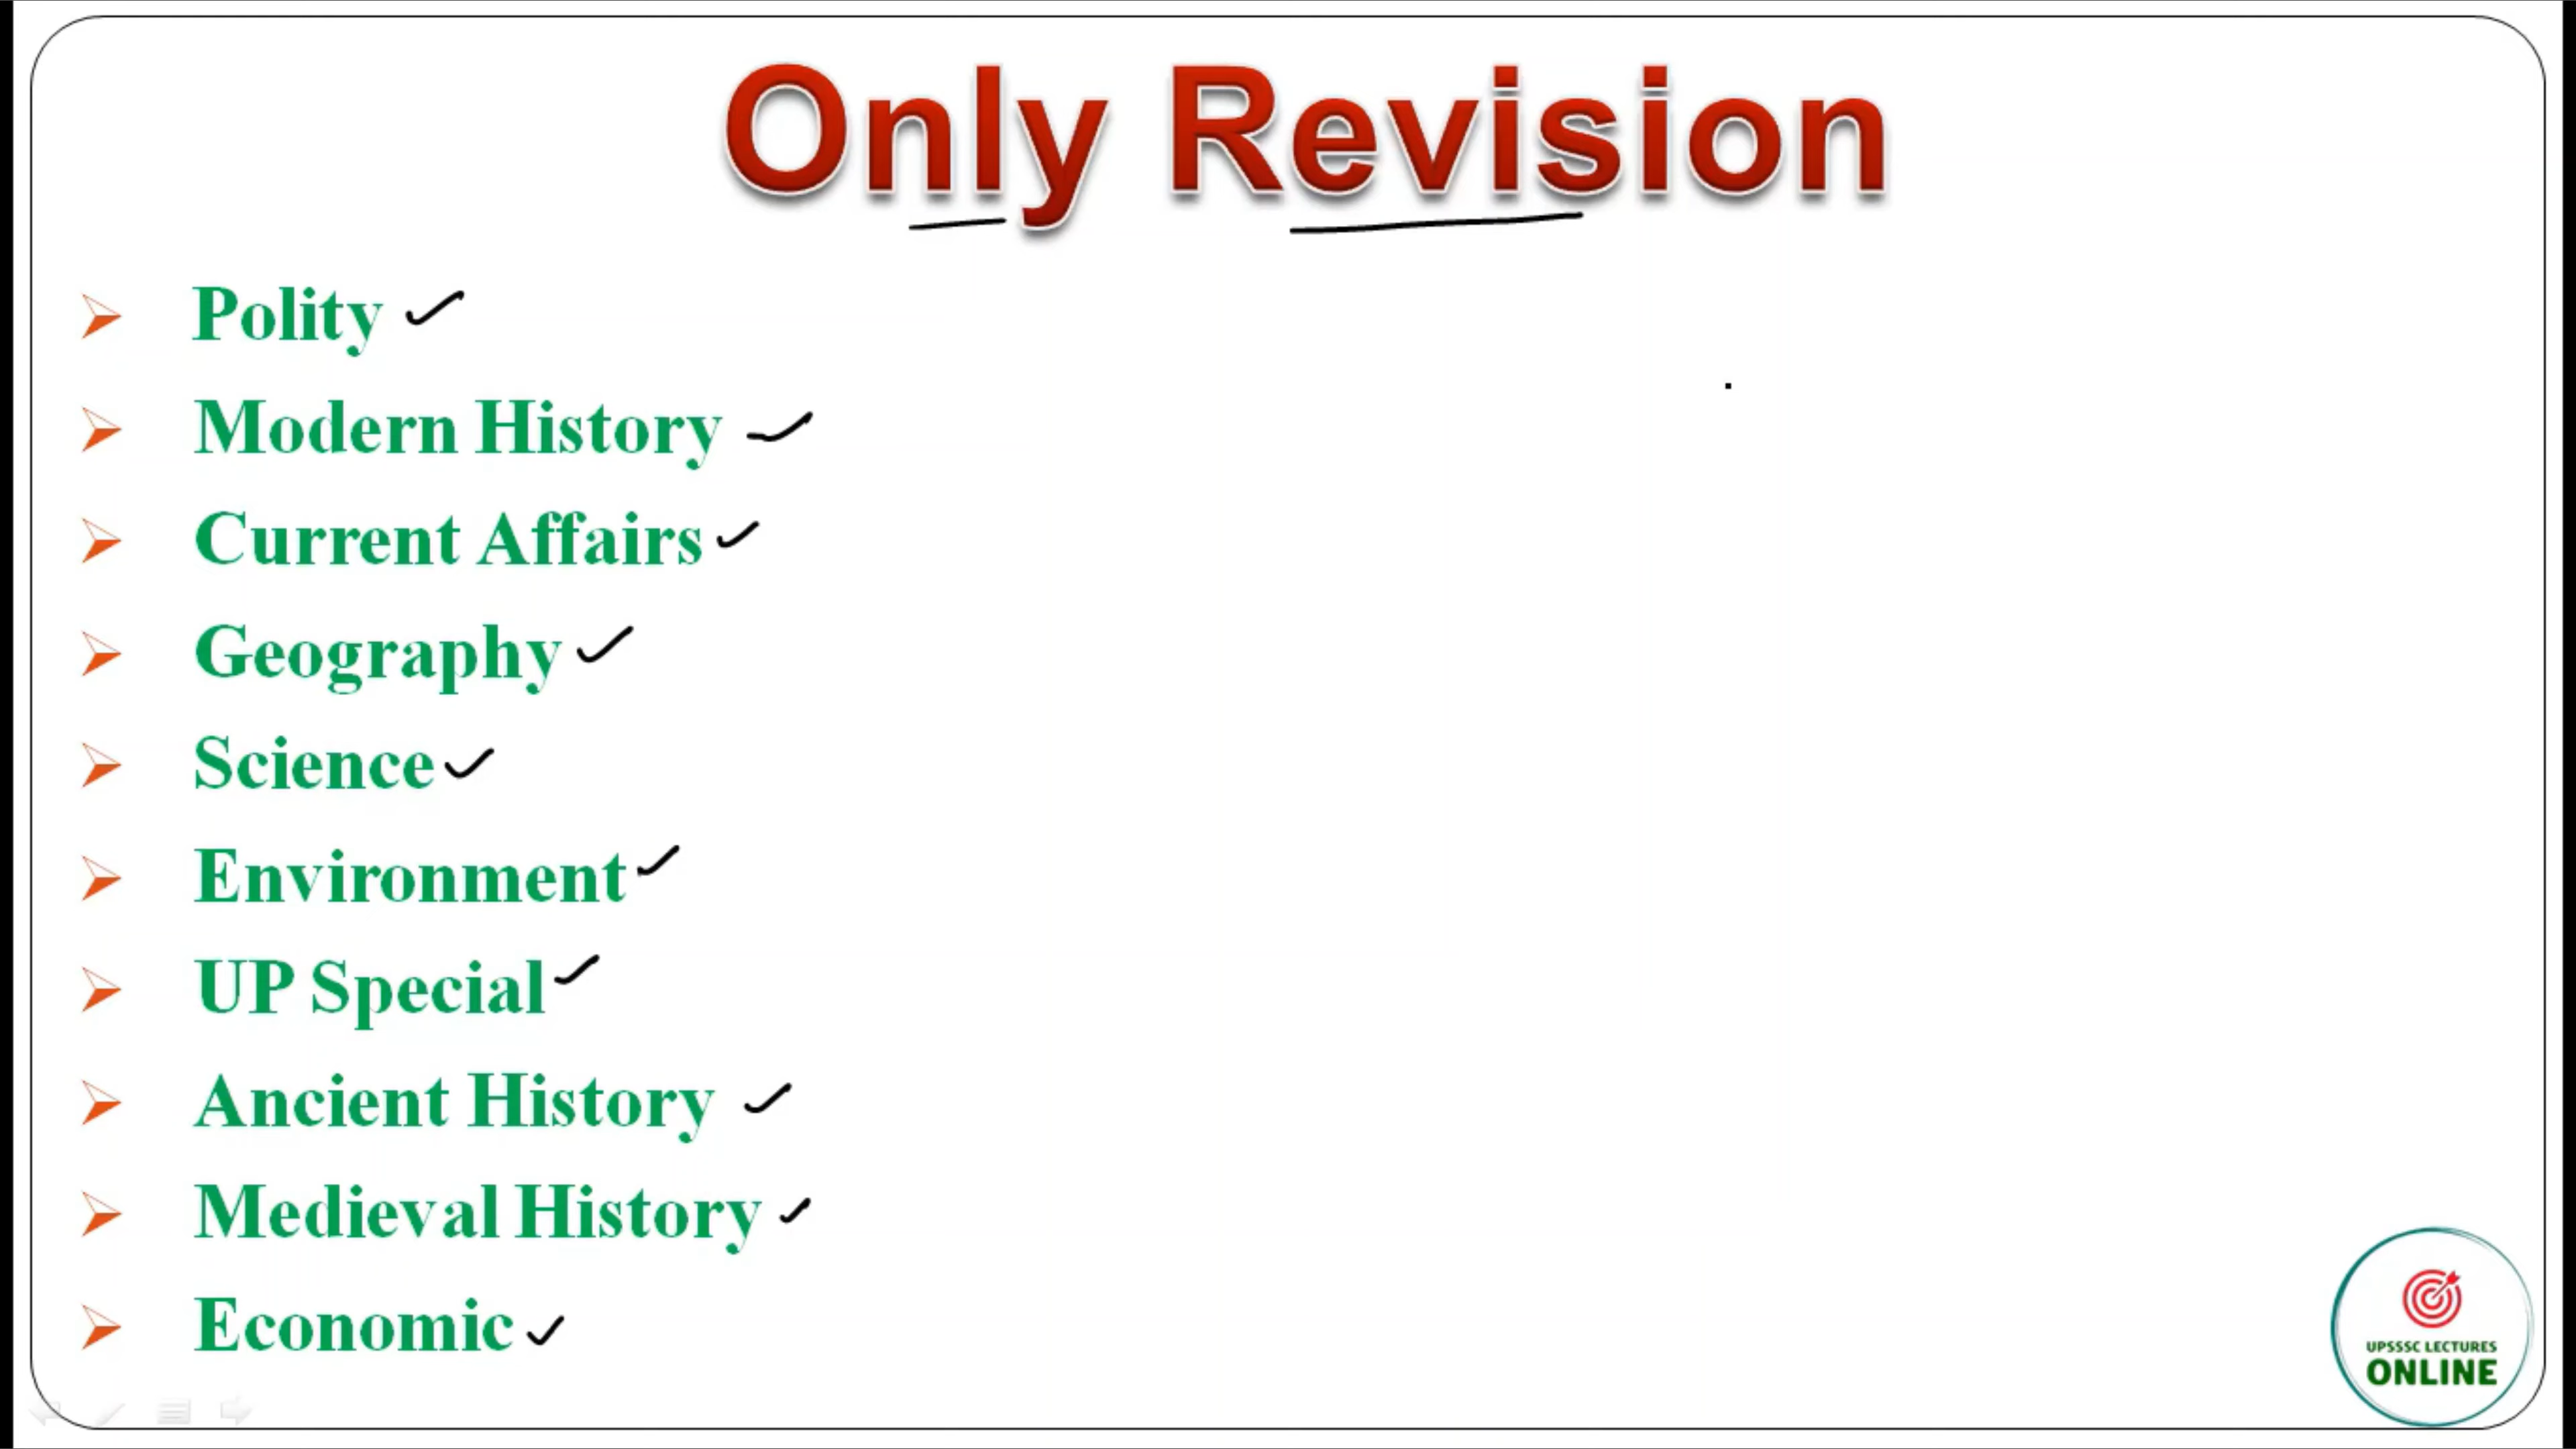 Only Revision
Polity
Modern History
Current Affairs
Geography
Science
Environment
UP Special
Ancient History
Medieval History
Economic
UPSSSC LECTURES
ONLINE